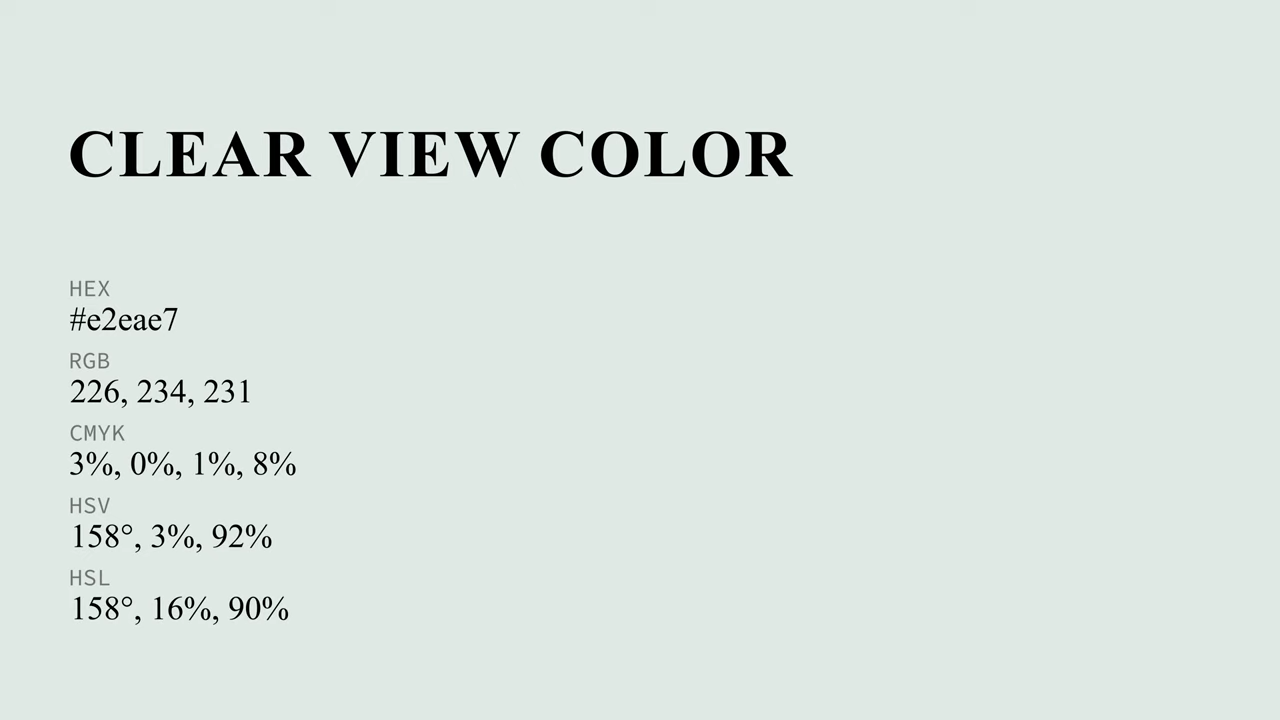 CLEAR VIEW COLOR
HEX
#e2eae7
RGB
226, 234, 231
CMYK
3%, 0%, 1%, 8%
HSV
158°, 3%, 92%
HSL
158°, 16%, 90%